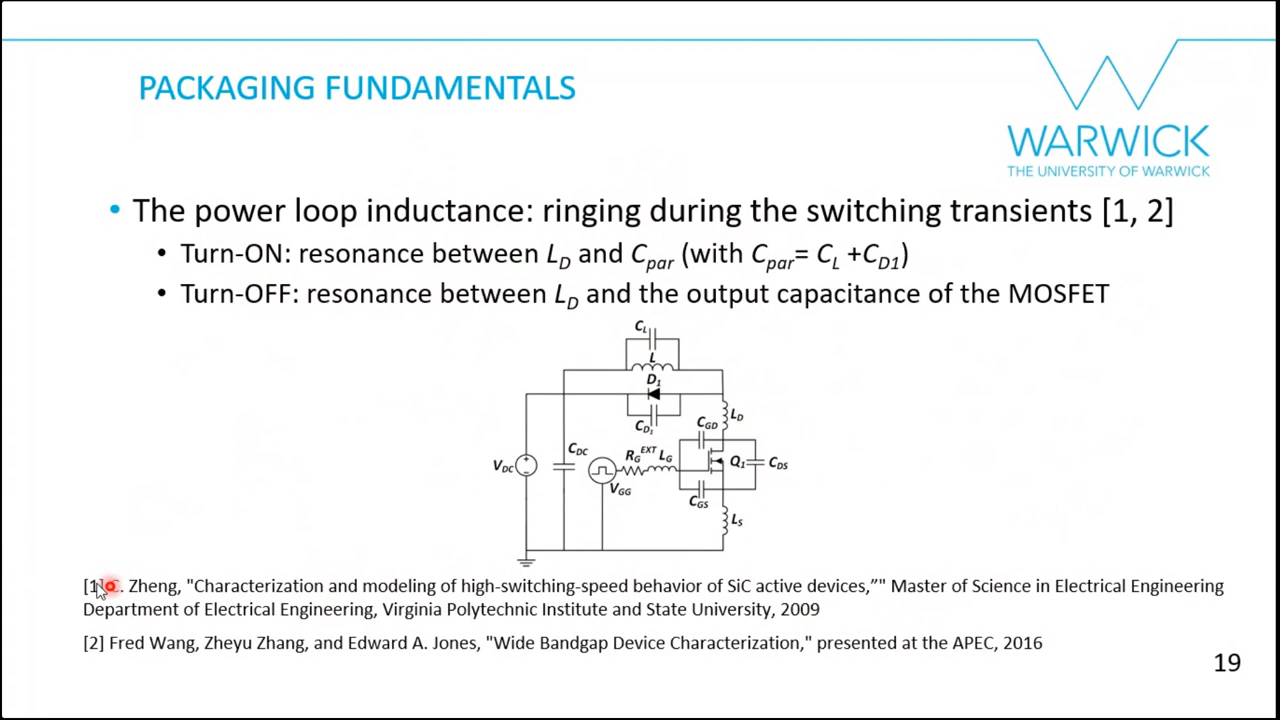 PACKAGING FUNDAMENTALS
WARWICK
THE UNIVERSITY OF WARWICK
• The power loop inductance: ringing during the switching transients [1, 2]
• Turn-ON: resonance between LD and Cpar (with Cpar= CL +CD1)
• Turn-OFF: resonance between LD and the output capacitance of the MOSFET
CL
L
D1
CD1
LD
CGD
CDC
RG EXT LG
Q1
CDS
VDC
VGG
CGS
LS
[1] Zheng, "Characterization and modeling of high-switching-speed behavior of SiC active devices,”" Master of Science in Electrical Engineering
Department of Electrical Engineering, Virginia Polytechnic Institute and State University, 2009
[2] Fred Wang, Zheyu Zhang, and Edward A. Jones, "Wide Bandgap Device Characterization," presented at the APEC, 2016
19